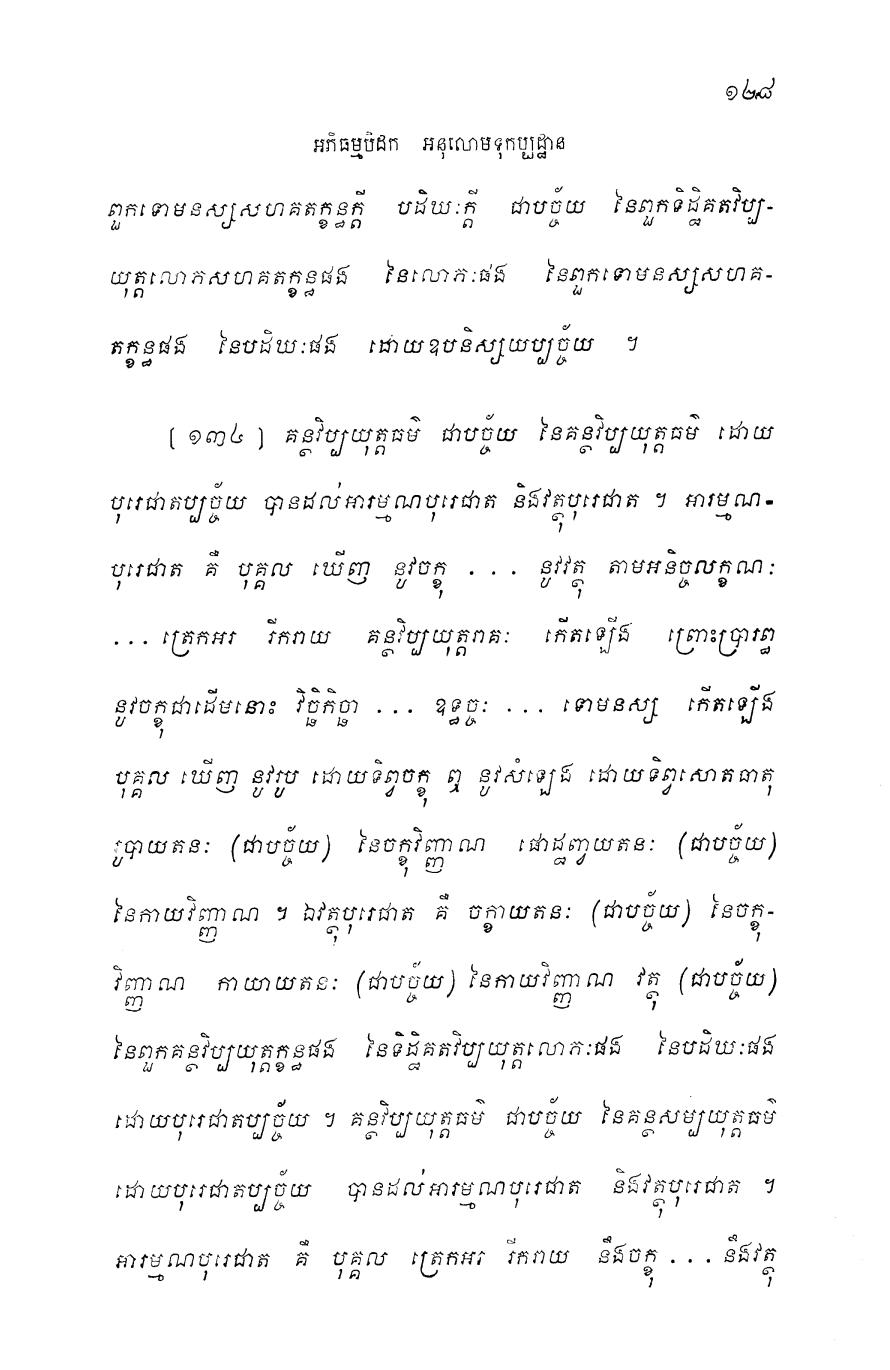 ១២៨
អភិធម្មបិដក អនុលោមទុកប្បដ្ឋាន
ពួកទោមនស្សសហគតក្ខន្ធក្តី បដិឃៈក្តី ជាបច្ច័យ នៃពួកទិដ្ឋិគតវិប្ប-
យុត្តលោភសហគតក្ខន្ធផង នៃលោភៈផង នៃពួកទោមនស្សសហគ-
តក្ខន្ធផង នៃបដិឃៈផង ដោយឧបនិស្សយប្បច្ច័យ ។
[ ១៣៤ ] គន្ថវិប្បយុត្តធម៌ ជាបច្ច័យ នៃគន្ថវិប្បយុត្តធម៌ ដោយ
បុរេជាតប្បច្ច័យ បានដល់អារម្មណបុរេជាត និងវត្ថុបុរេជាត ។ អារម្មណ-
បុរេជាត គឺ បុគ្គល ឃើញ នូវចក្ខុ ... នូវវត្ថុ តាមអនិច្ចលក្ខណៈ
... ត្រេកអរ រីករាយ គន្ថវិប្បយុត្តរាគៈ កើតឡើង ព្រោះប្រារព្ធ
នូវចក្ខុជាដើមនោះ វិចិកិច្ឆា ... ឧទ្ធច្ចៈ ... ទោមនស្ស កើតឡើង
បុគ្គល ឃើញ នូវរូប ដោយទិព្វចក្ខុ ឮ នូវសំឡេង ដោយទិព្វសោតធាតុ
រូបាយតនៈ (ជាបច្ច័យ) នៃចក្ខុវិញ្ញាណ ផោដ្ឋព្វាយតនៈ (ជាបច្ច័យ)
នៃកាយវិញ្ញាណ ។ ឯវត្ថុបុរេជាត គឺ ចក្ខាយតនៈ (ជាបច្ច័យ) នៃចក្ខុ-
វិញ្ញាណ កាយាយតនៈ (ជាបច្ច័យ) នៃកាយវិញ្ញាណ វត្ថុ (ជាបច្ច័យ)
នៃពួកគន្ថវិប្បយុត្តក្ខន្ធផង នៃទិដ្ឋិគតវិប្បយុត្តលោភៈផង នៃបដិឃៈផង
ដោយបុរេជាតប្បច្ច័យ ។ គន្ថវិប្បយុត្តធម៌ ជាបច្ច័យ នៃគន្ថសម្បយុត្តធម៌
ដោយបុរេជាតប្បច្ច័យ បានដល់អារម្មណបុរេជាត និងវត្ថុបុរេជាត ។
អារម្មណបុរេជាត គឺ បុគ្គល ត្រេកអរ រីករាយ នឹងចក្ខុ ... នឹងវត្ថុ